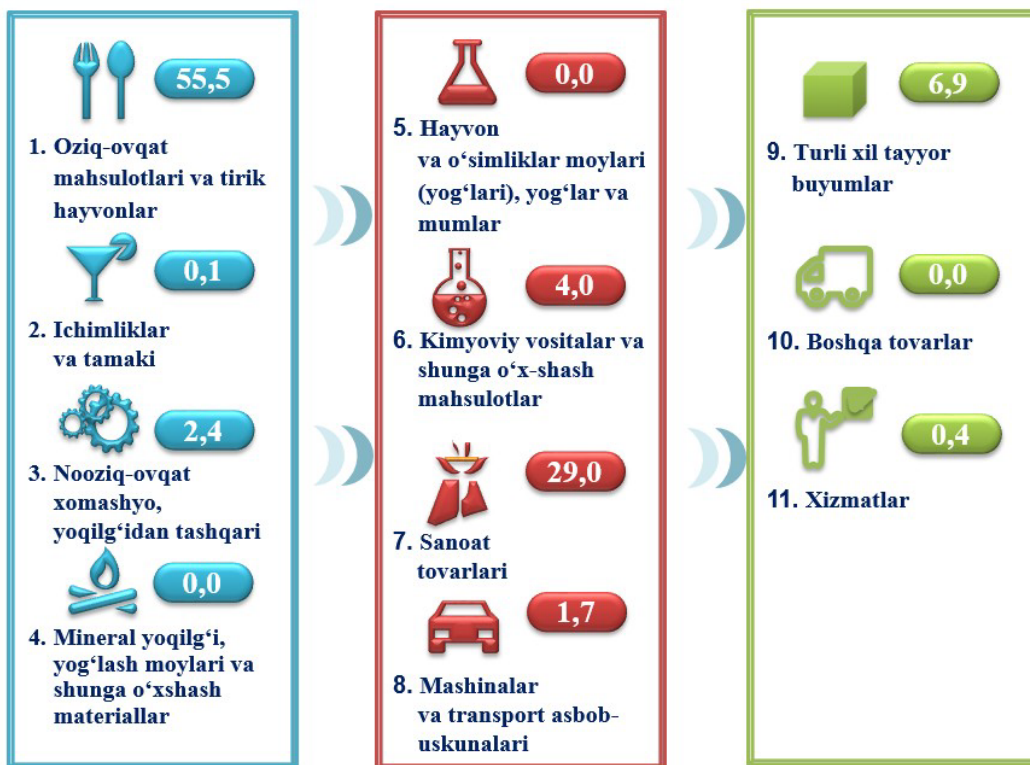 55,5
1. Oziq-ovqat
mahsulotlari va tirik
hayvonlar
0,1
2. Ichimliklar
va tamaki
2,4
3. Nooziq-ovqat
xomashyo,
yoqilg‘idan tashqari
0,0
4. Mineral yoqilg‘i,
yog‘lash moylari va
shunga o‘xshash
materiallar
0,0
5. Hayvon
va o‘simliklar moylari
(yog‘lari), yog‘lar va
mumlar
4,0
6. Kimyoviy vositalar va
shunga o‘x-shash
mahsulotlar
29,0
7. Sanoat
tovarlari
1,7
8. Mashinalar
va transport asbob-
uskunalari
6,9
9. Turli xil tayyor
buyumlar
0,0
10. Boshqa tovarlar
0,4
11. Xizmatlar